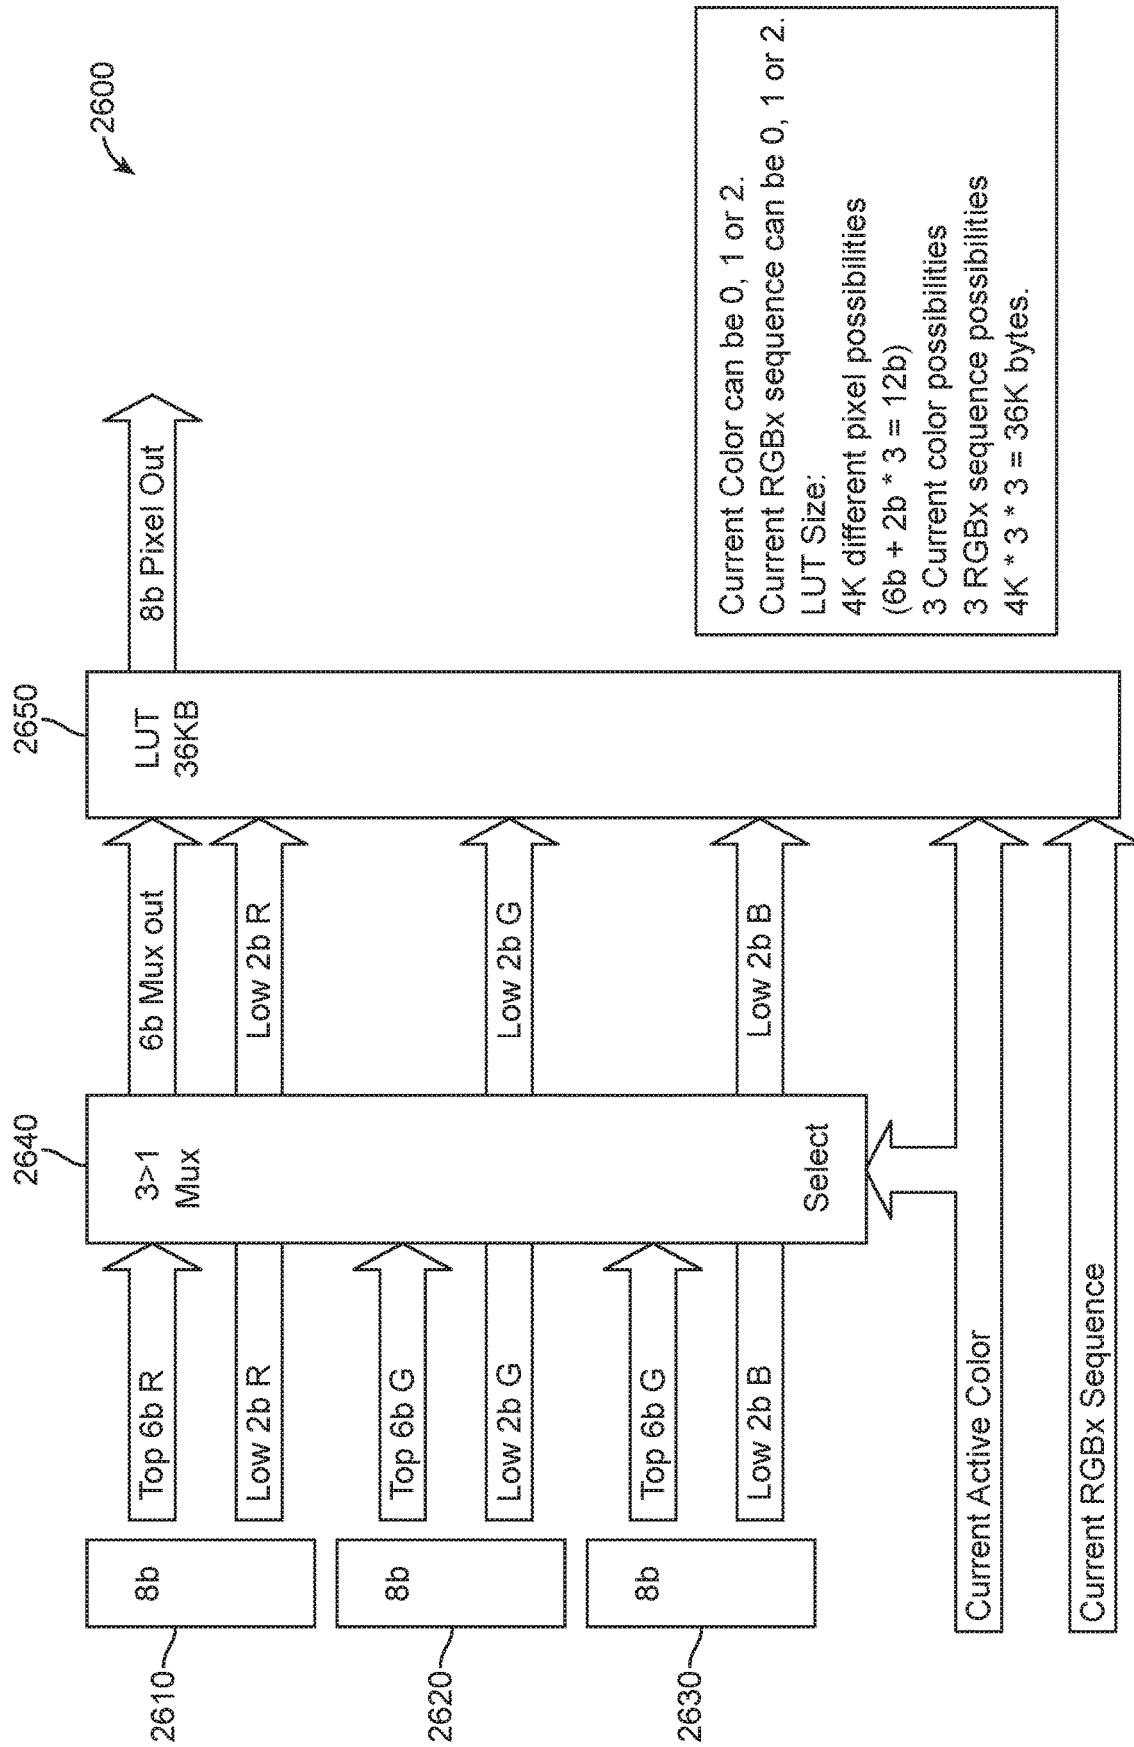 2600
2610
8b
2620
8b
2630
8b
Top 6b R
Low 2b R
Top 6b G
Low 2b G
Top 6b G
Low 2b B
Current Active Color
Current RGBx Sequence
2640
3>1
Mux
Select
6b Mux out
Low 2b R
Low 2b G
Low 2b B
2650
LUT
36KB
8b Pixel Out
Current Color can be 0, 1 or 2.
Current RGBx sequence can be 0, 1 or 2.
LUT Size:
4K different pixel possibilities
(6b + 2b * 3 = 12b)
3 Current color possibilities
3 RGBx sequence possibilities
4K * 3 * 3 = 36K bytes.